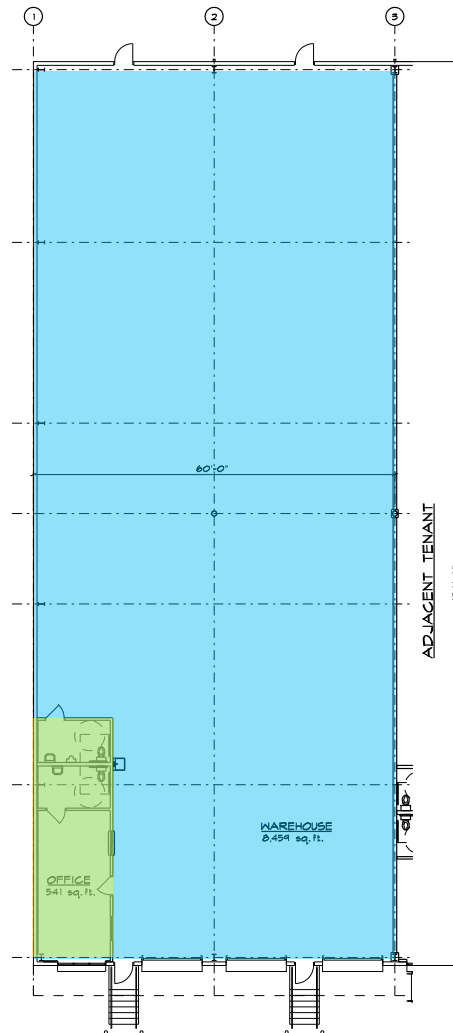 1 2 3
60'-0"
ADJACENT TENANT
WAREHOUSE
8,459 sq. ft.
OFFICE
541 sq. ft.